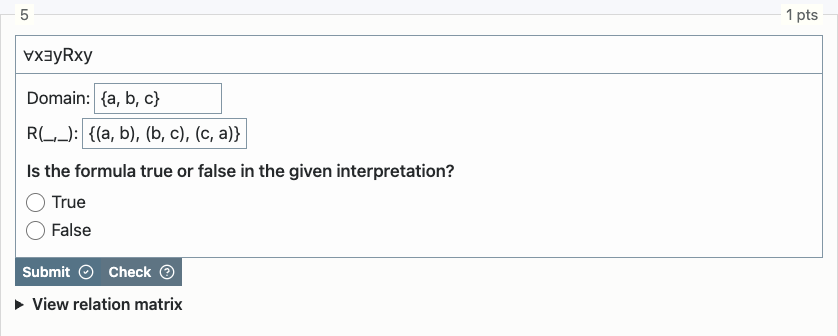 5
1 pts
∀x∃yRxy
Domain: {a, b, c}
R(_,_): {(a, b), (b, c), (c, a)}
Is the formula true or false in the given interpretation?
True
False
Submit Check
View relation matrix